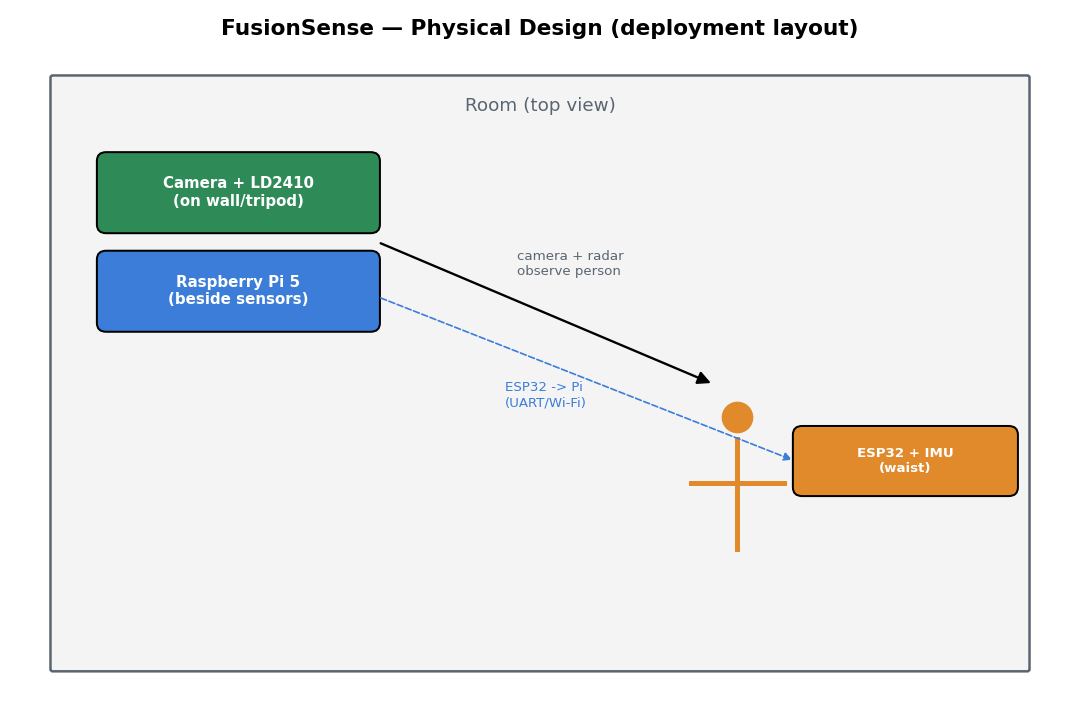 FusionSense — Physical Design (deployment layout)
Room (top view)
Camera + LD2410
(on wall/tripod)
Raspberry Pi 5
(beside sensors)
camera + radar
observe person
ESP32 -> Pi
(UART/Wi-Fi)
ESP32 + IMU
(waist)